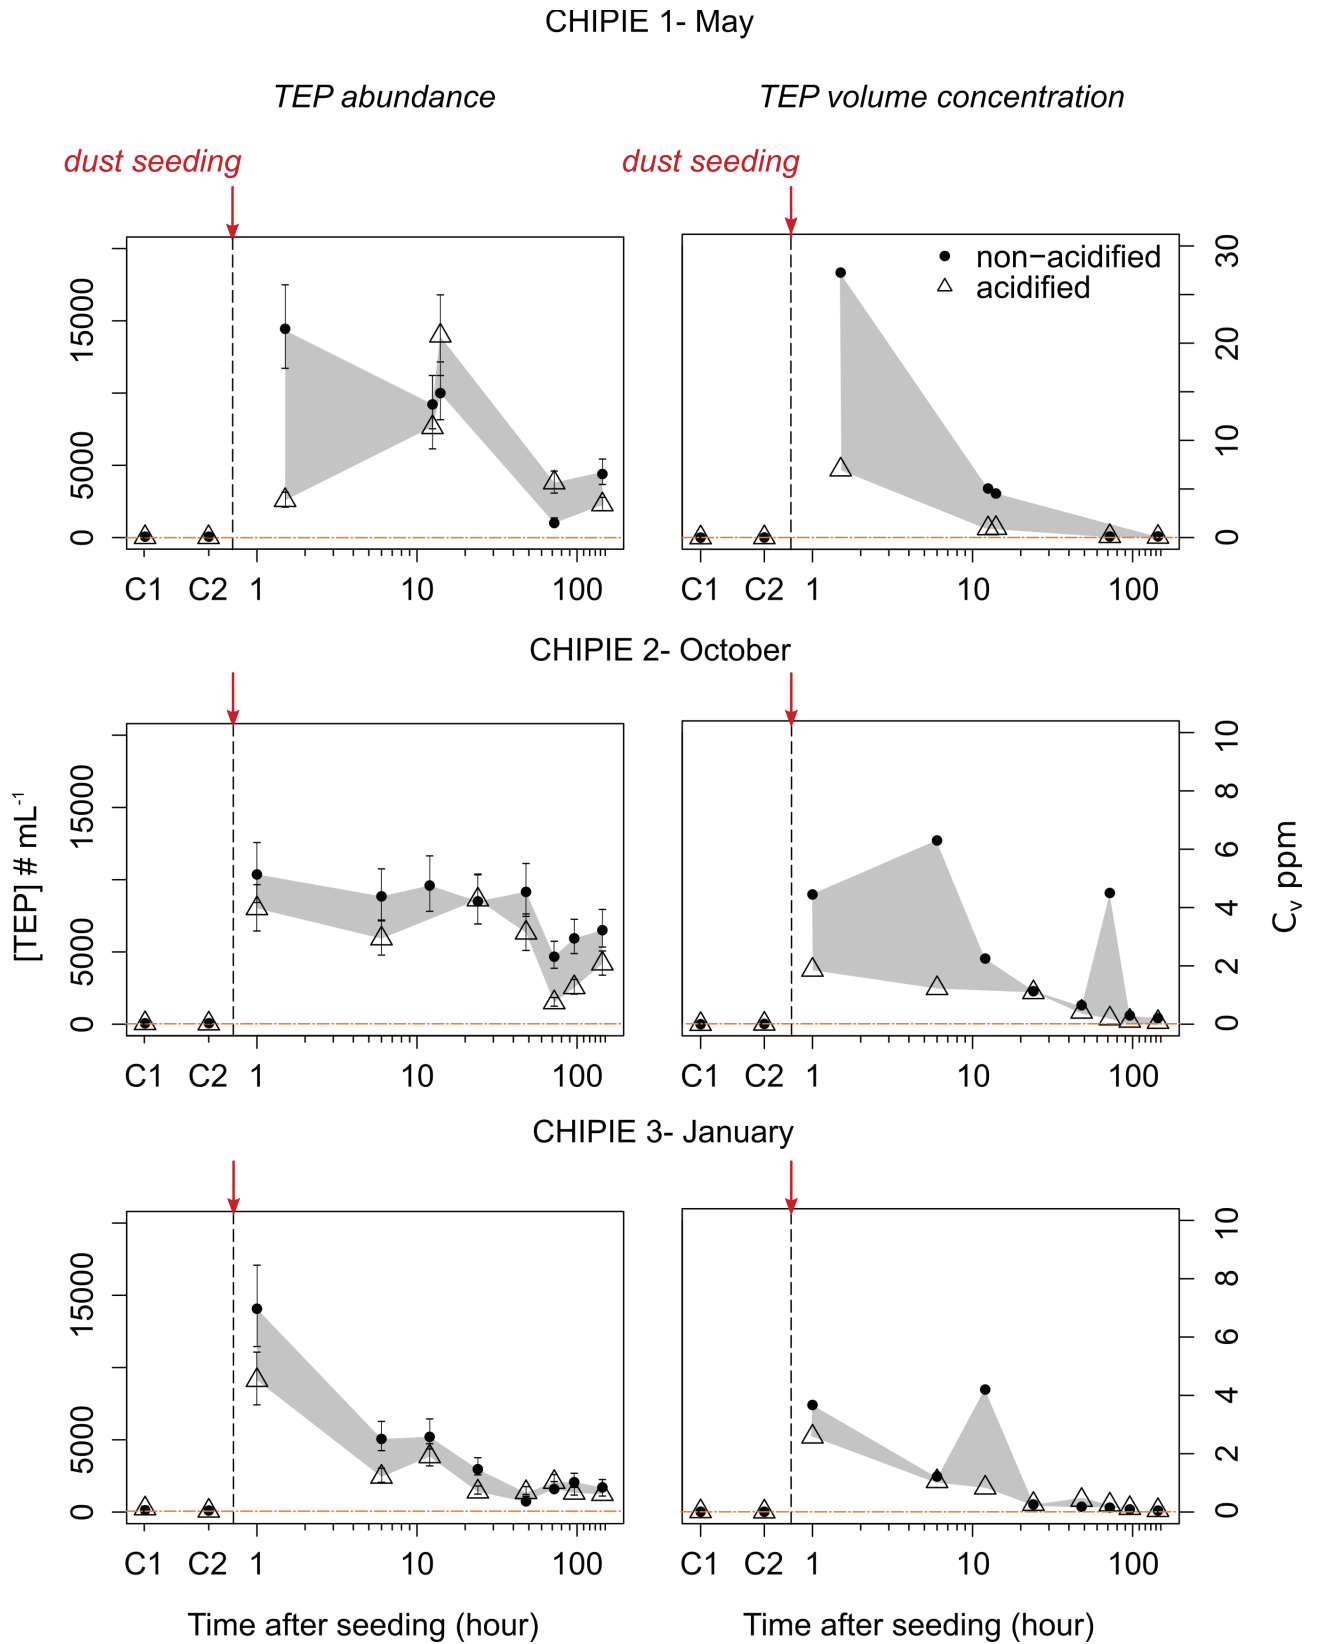 CHIPIE 1- May
TEP abundance
TEP volume concentration
dust seeding
dust seeding
non−acidified
acidified
0
5000
15000
0
10
20
30
C1 C2 1 10 100
C1 C2 1 10 100
CHIPIE 2- October
[TEP] # mL-1
0
5000
15000
0
2
4
6
8
10
Cv ppm
C1 C2 1 10 100
C1 C2 1 10 100
CHIPIE 3- January
0
5000
15000
0
2
4
6
8
10
C1 C2 1 10 100
C1 C2 1 10 100
Time after seeding (hour)
Time after seeding (hour)